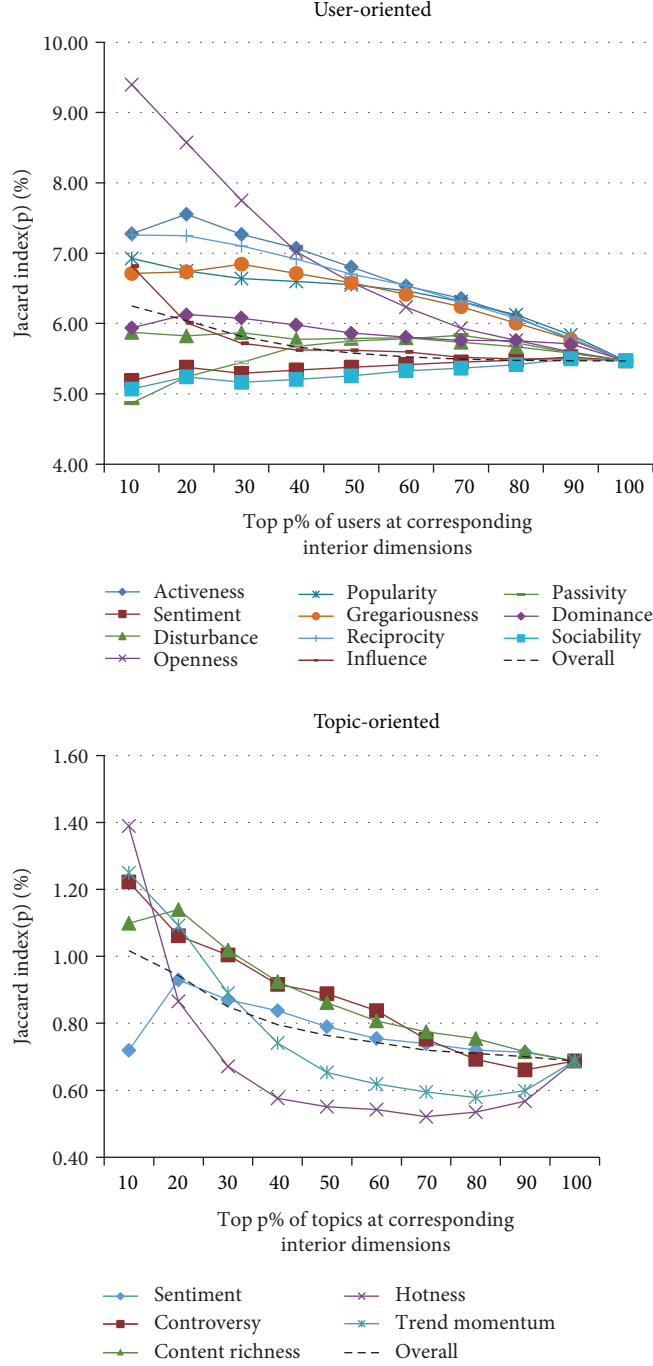 User-oriented
10.00
9.00
8.00
7.00
6.00
5.00
4.00
Jacard index(p) (%)
10 20 30 40 50 60 70 80 90 100
Top p% of users at corresponding
interior dimensions
Activeness Popularity Passivity
Sentiment Gregariousness Dominance
Disturbance Reciprocity Sociability
Openness Influence Overall
Topic-oriented
1.60
1.40
1.20
1.00
0.80
0.60
0.40
Jaccard index(p) (%)
10 20 30 40 50 60 70 80 90 100
Top p% of topics at corresponding
interior dimensions
Sentiment Hotness
Controversy Trend momentum
Content richness Overall